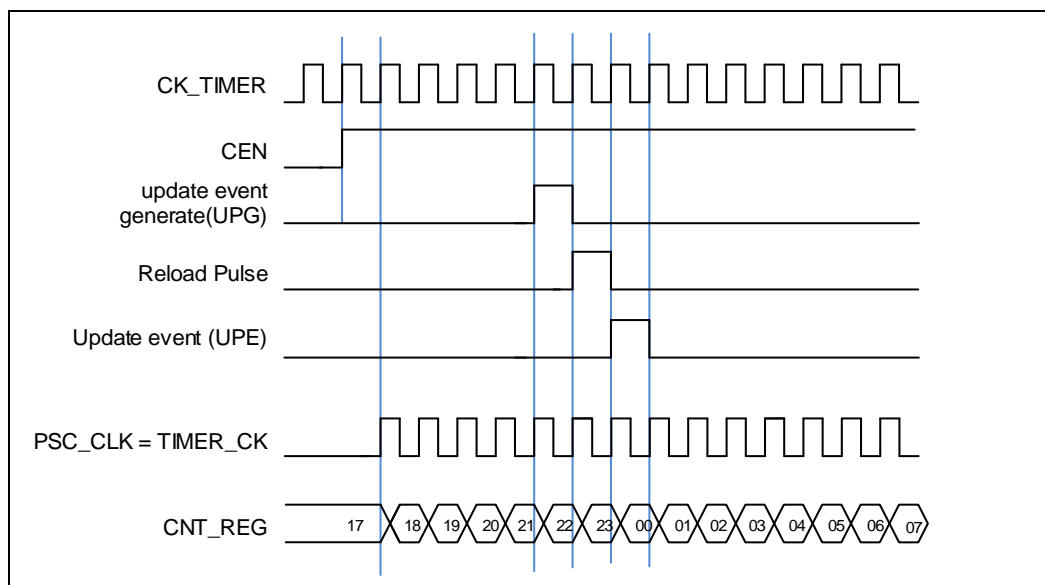 CK_TIMER
CEN
update event
generate(UPG)
Reload Pulse
Update event (UPE)
PSC_CLK = TIMER_CK
CNT_REG 17 18 19 20 21 22 23 00 01 02 03 04 05 06 07